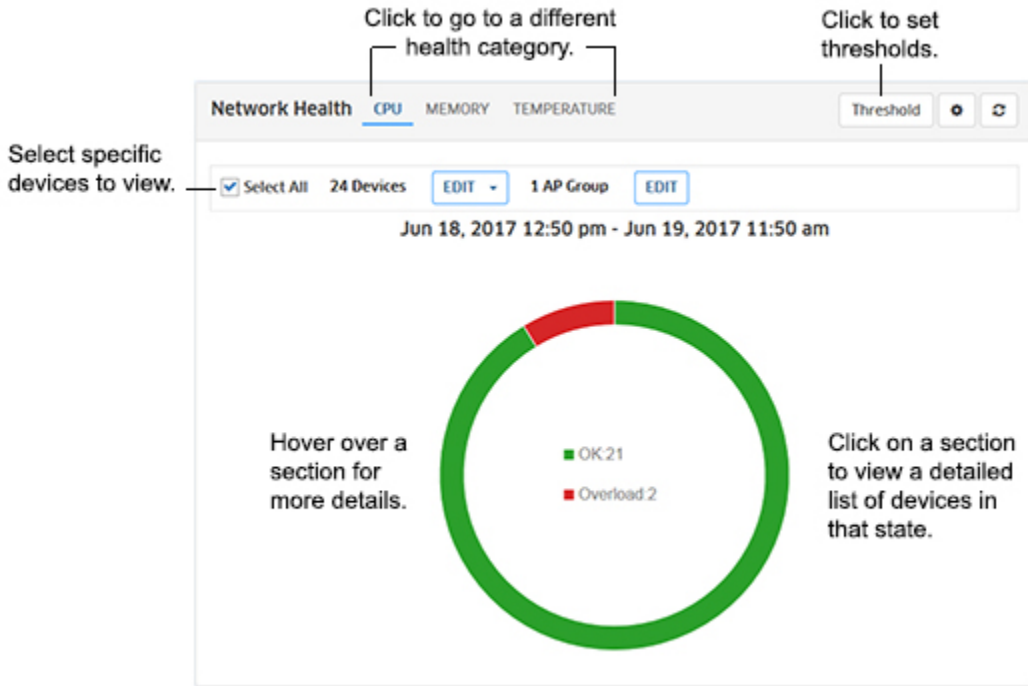 Click to go to a different
health category.
Click to set
thresholds.
Network Health CPU MEMORY TEMPERATURE Threshold
Select specific
devices to view.
Select All 24 Devices EDIT 1 AP Group EDIT
Jun 18, 2017 12:50 pm - Jun 19, 2017 11:50 am
Hover over a
section for
more details.
OK:21
Overload:2
Click on a section
to view a detailed
list of devices in
that state.